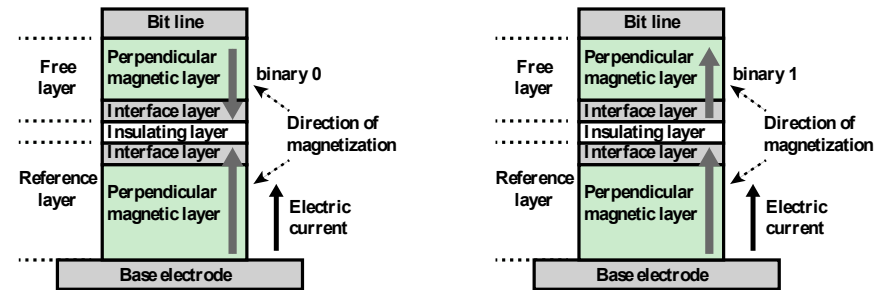 Bit line
Free
layer
Perpendicular
magnetic layer
binary 0
Interface layer
Insulating layer
Interface layer
Direction of
magnetization
Reference
layer
Perpendicular
magnetic layer
Electric
current
Base electrode
Bit line
Free
layer
Perpendicular
magnetic layer
binary 1
Interface layer
Insulating layer
Interface layer
Direction of
magnetization
Reference
layer
Perpendicular
magnetic layer
Electric
current
Base electrode